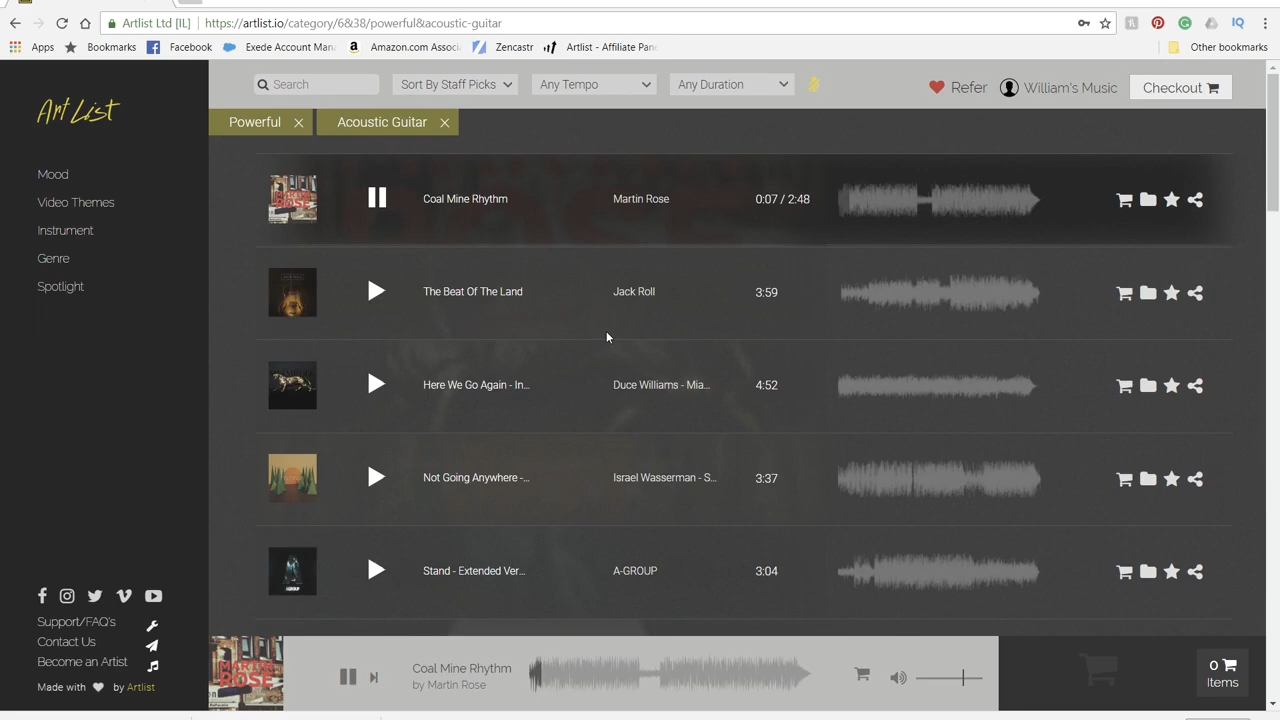 Artlist Ltd [IL] https://artlist.io/category/6&38/powerful&acoustic-guitar
Apps Bookmarks Facebook Exede Account Man Amazon.com Assoc Zencastr Artlist - Affiliate Pan Other bookmarks
Art List
Search Sort By Staff Picks Any Tempo Any Duration Refer William's Music Checkout
Powerful Acoustic Guitar
Mood
Video Themes
Instrument
Genre
Spotlight
MARTIN ROSE Coal Mine Rhythm Martin Rose 0:07 / 2:48
The Beat Of The Land Jack Roll 3:59
Here We Go Again - In... Duce Williams - Mia... 4:52
Not Going Anywhere -... Israel Wasserman - S... 3:37
Stand - Extended Ver... A-GROUP 3:04
Support/FAQ's
Contact Us
Become an Artist
Made with by Artlist
MARTIN ROSE
Coal Mine Rhythm
by Martin Rose
0
Items